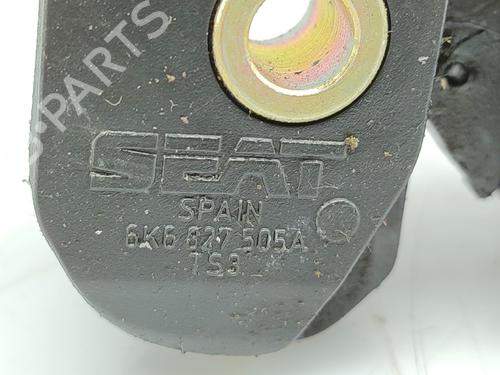 B-PARTS
SEAT
SPAIN
6K6 827 505A
TS3